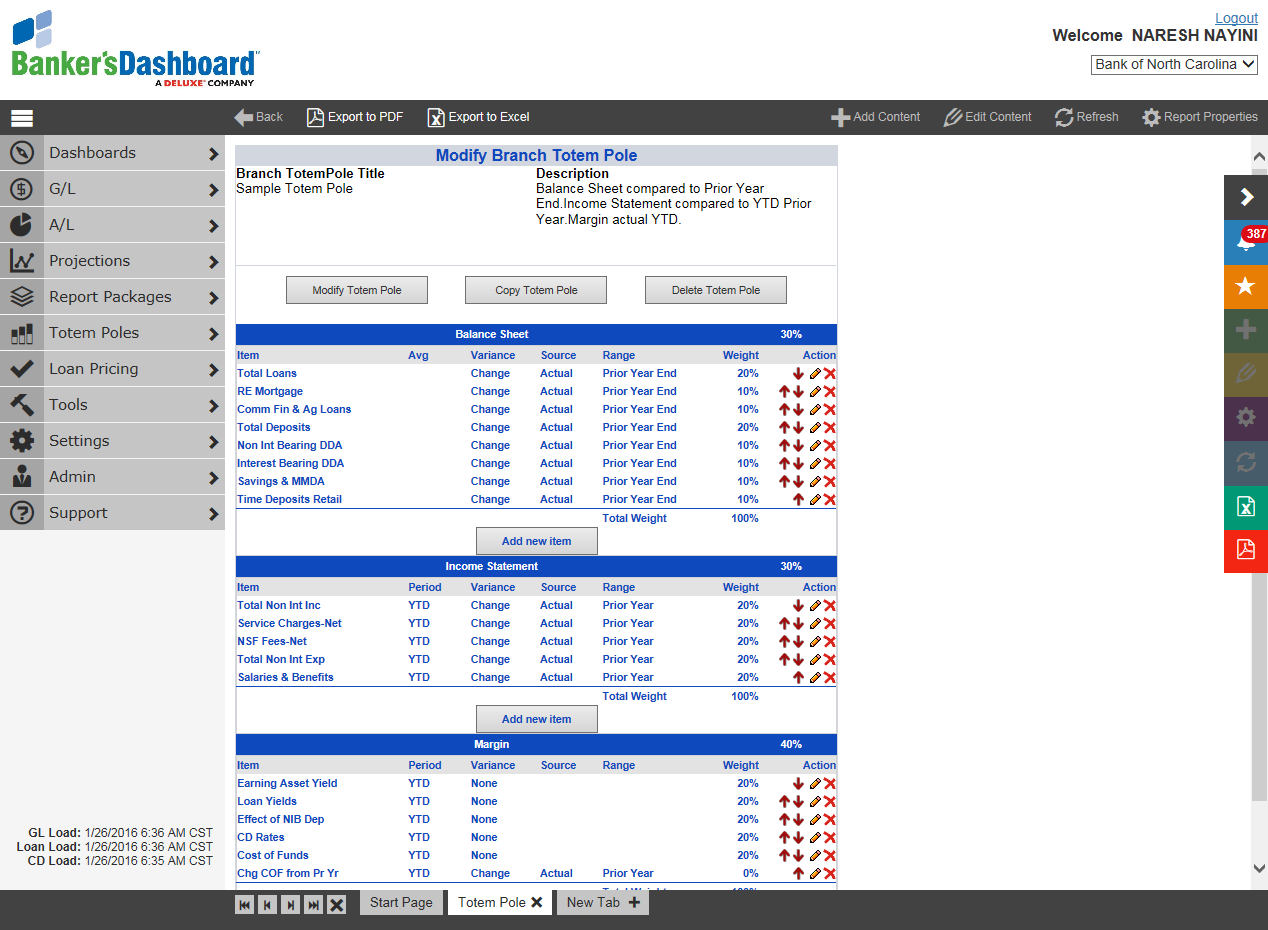 Logout
Welcome NARESH NAYINI
Bank of North Carolina
Banker'sDashboard
A DELUXE COMPANY
Back Export to PDF Export to Excel Add Content Edit Content Refresh Report Properties
Dashboards
G/L
A/L
Projections
Report Packages
Totem Poles
Loan Pricing
Tools
Settings
Admin
Support
GL Load: 1/26/2016 6:36 AM CST
Loan Load: 1/26/2016 6:36 AM CST
CD Load: 1/26/2016 6:35 AM CST
Modify Branch Totem Pole
Branch TotemPole Title Description
Sample Totem Pole Balance Sheet compared to Prior Year
End.Income Statement compared to YTD Prior
Year.Margin actual YTD.
Modify Totem Pole Copy Totem Pole Delete Totem Pole
Balance Sheet 30%
Item Avg Variance Source Range Weight Action
Total Loans Change Actual Prior Year End 20%
RE Mortgage Change Actual Prior Year End 10%
Comm Fin & Ag Loans Change Actual Prior Year End 10%
Total Deposits Change Actual Prior Year End 20%
Non Int Bearing DDA Change Actual Prior Year End 10%
Interest Bearing DDA Change Actual Prior Year End 10%
Savings & MMDA Change Actual Prior Year End 10%
Time Deposits Retail Change Actual Prior Year End 10%
Total Weight 100%
Add new item
Income Statement 30%
Item Period Variance Source Range Weight Action
Total Non Int Inc YTD Change Actual Prior Year 20%
Service Charges-Net YTD Change Actual Prior Year 20%
NSF Fees-Net YTD Change Actual Prior Year 20%
Total Non Int Exp YTD Change Actual Prior Year 20%
Salaries & Benefits YTD Change Actual Prior Year 20%
Total Weight 100%
Add new item
Margin 40%
Item Period Variance Source Range Weight Action
Earning Asset Yield YTD None 20%
Loan Yields YTD None 20%
Effect of NIB Dep YTD None 20%
CD Rates YTD None 20%
Cost of Funds YTD None 20%
Chg COF from Pr Yr YTD Change Actual Prior Year 0%
387
Start Page Totem Pole New Tab